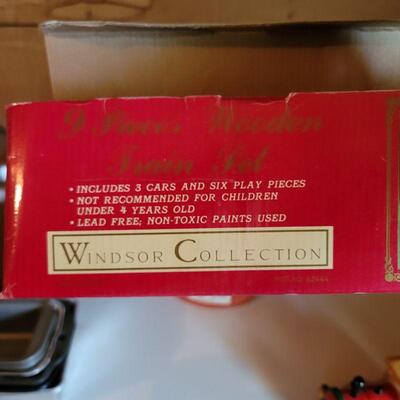 9 Pieces Wooden
Train Set
• INCLUDES 3 CARS AND SIX PLAY PIECES
• NOT RECOMMENDED FOR CHILDREN
UNDER 4 YEARS OLD
• LEAD FREE; NON-TOXIC PAINTS USED
WINDSOR COLLECTION